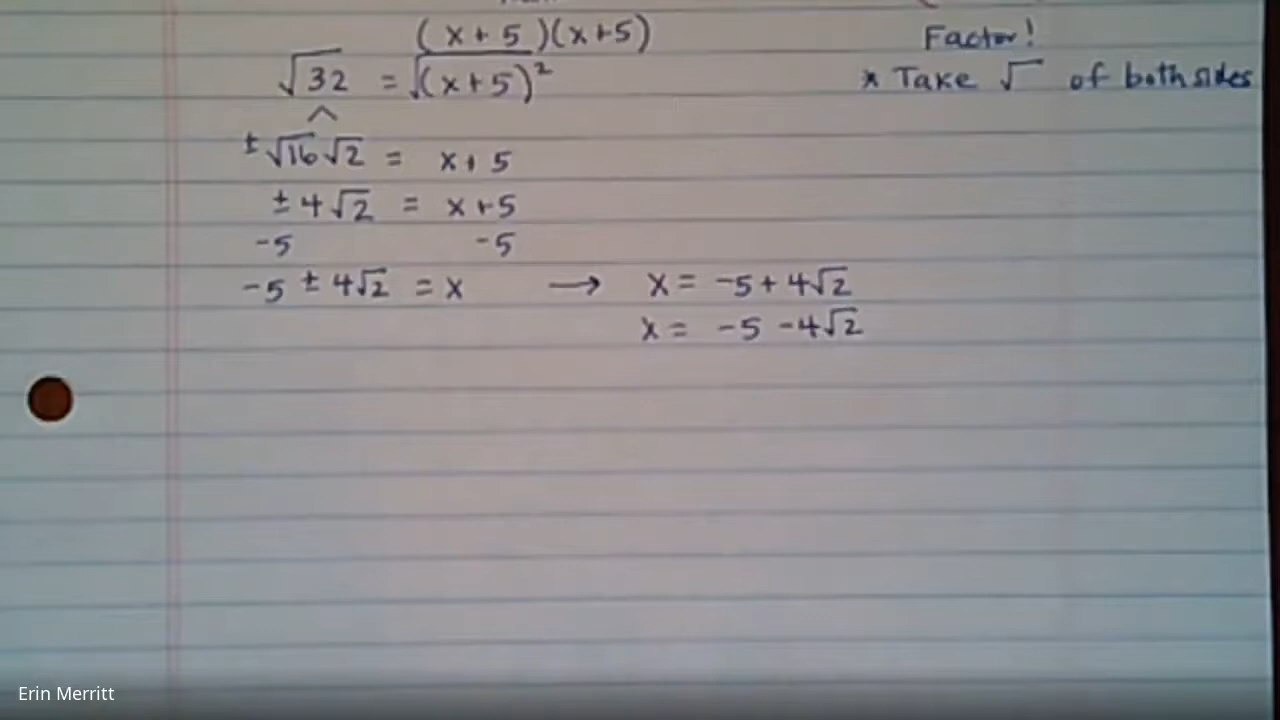 (x+5)(x+5) Factor!
√32 = √(x+5)² * Take √ of both sides
±√16√2 = x+5
±4√2 = x+5
-5 -5
-5 ± 4√2 = x → x = -5+4√2
x = -5 -4√2
Erin Merritt